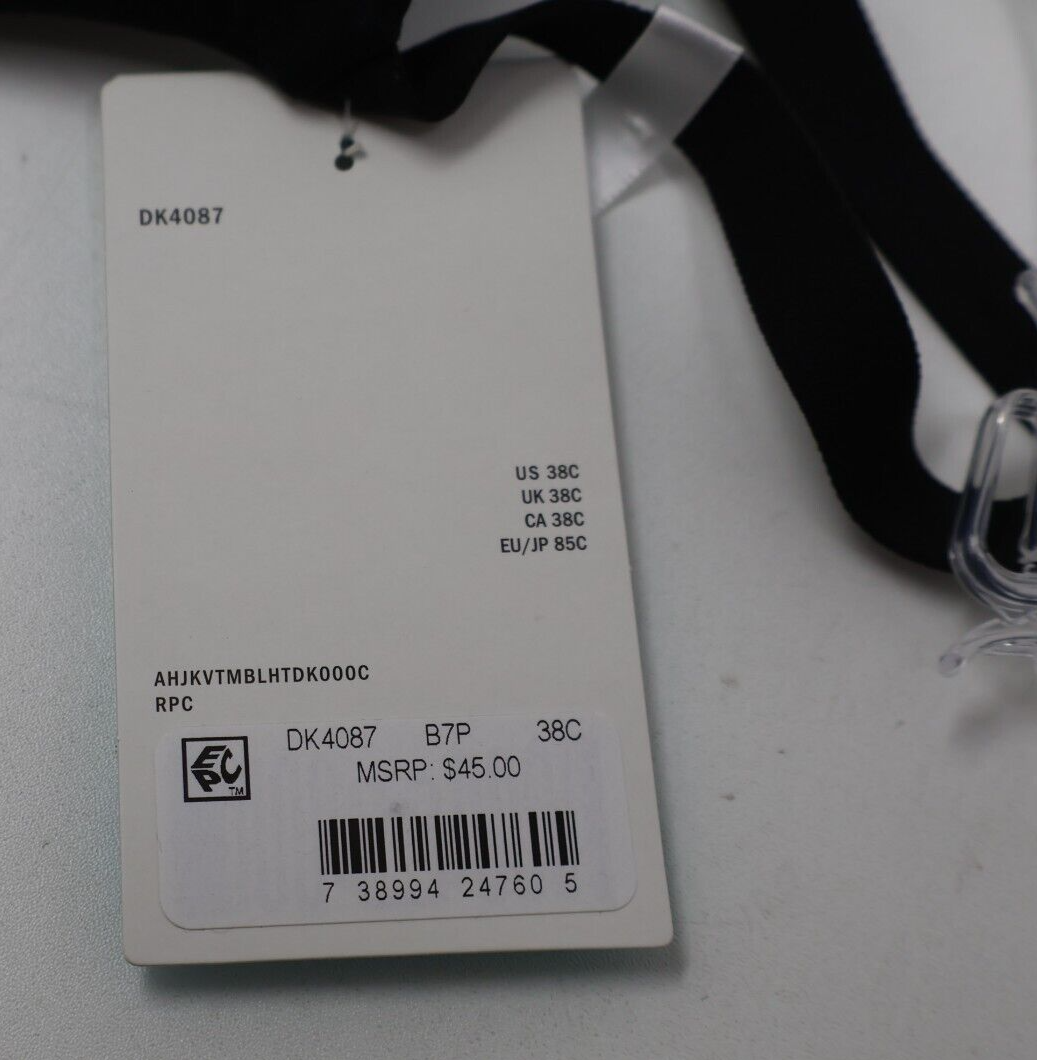 DK4087
US 38C
UK 38C
CA 38C
EU/JP 85C
AHJKVTMBLHTDK000C
RPC
EPC TM
DK4087 B7P 38C
MSRP: $45.00
7 38994 24760 5